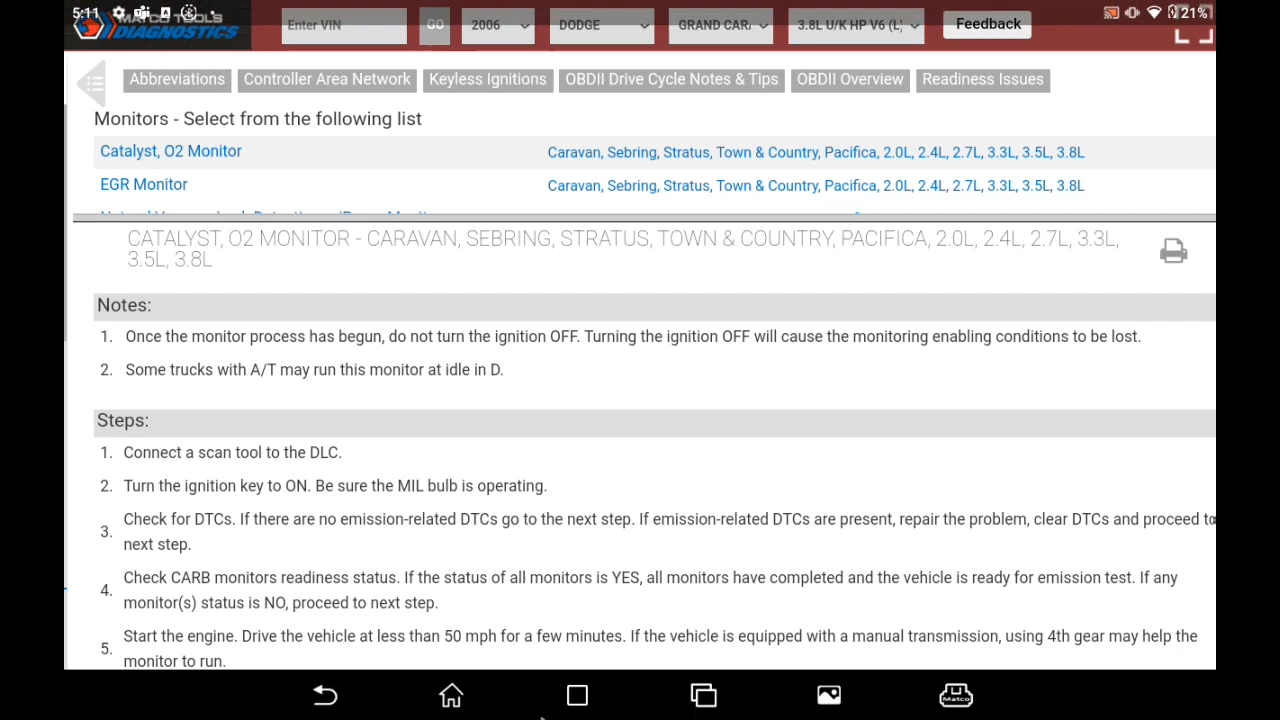 5:11
21%
MATCO TOOLS
DIAGNOSTICS
Enter VIN
GO
2006
DODGE
GRAND CAR
3.8L U/K HP V6 (L)
Feedback
Abbreviations
Controller Area Network
Keyless Ignitions
OBDII Drive Cycle Notes & Tips
OBDII Overview
Readiness Issues
Monitors - Select from the following list
Catalyst, O2 Monitor
Caravan, Sebring, Stratus, Town & Country, Pacifica, 2.0L, 2.4L, 2.7L, 3.3L, 3.5L, 3.8L
EGR Monitor
Caravan, Sebring, Stratus, Town & Country, Pacifica, 2.0L, 2.4L, 2.7L, 3.3L, 3.5L, 3.8L
CATALYST, O2 MONITOR - CARAVAN, SEBRING, STRATUS, TOWN & COUNTRY, PACIFICA, 2.0L, 2.4L, 2.7L, 3.3L,
3.5L, 3.8L
Notes:
1. Once the monitor process has begun, do not turn the ignition OFF. Turning the ignition OFF will cause the monitoring enabling conditions to be lost.
2. Some trucks with A/T may run this monitor at idle in D.
Steps:
1. Connect a scan tool to the DLC.
2. Turn the ignition key to ON. Be sure the MIL bulb is operating.
3. Check for DTCs. If there are no emission-related DTCs go to the next step. If emission-related DTCs are present, repair the problem, clear DTCs and proceed to
next step.
4. Check CARB monitors readiness status. If the status of all monitors is YES, all monitors have completed and the vehicle is ready for emission test. If any
monitor(s) status is NO, proceed to next step.
5. Start the engine. Drive the vehicle at less than 50 mph for a few minutes. If the vehicle is equipped with a manual transmission, using 4th gear may help the
monitor to run.
Matco